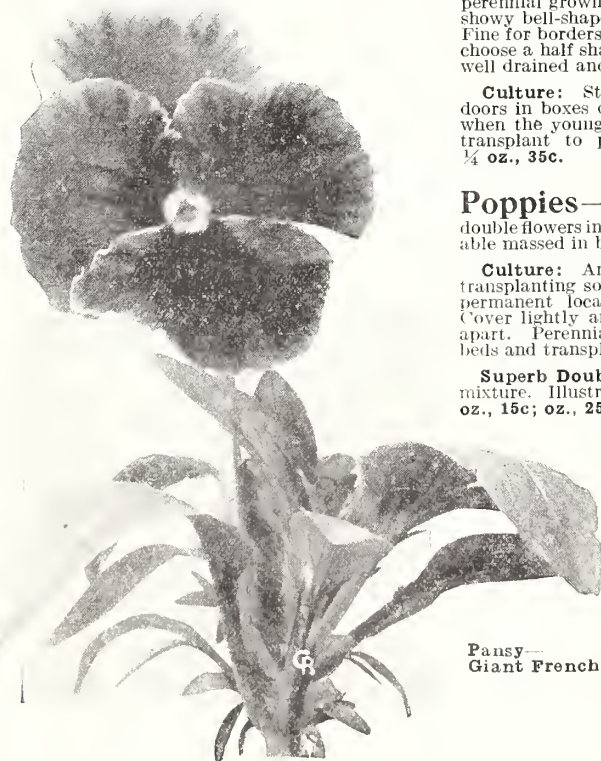 perennial growin
showy bell-shap
Fine for borders
choose a half sha
well drained and
Culture: St
doors in boxes o
when the young
transplant to p
¼ oz., 35c.
Poppies—
double flowers in
able massed in b
Culture: An
transplanting so
permanent loca
Cover lightly a
apart. Perennia
beds and transpl
Superb Doub
mixture. Illustr
oz., 15c; oz., 25
Pansy—
Giant French